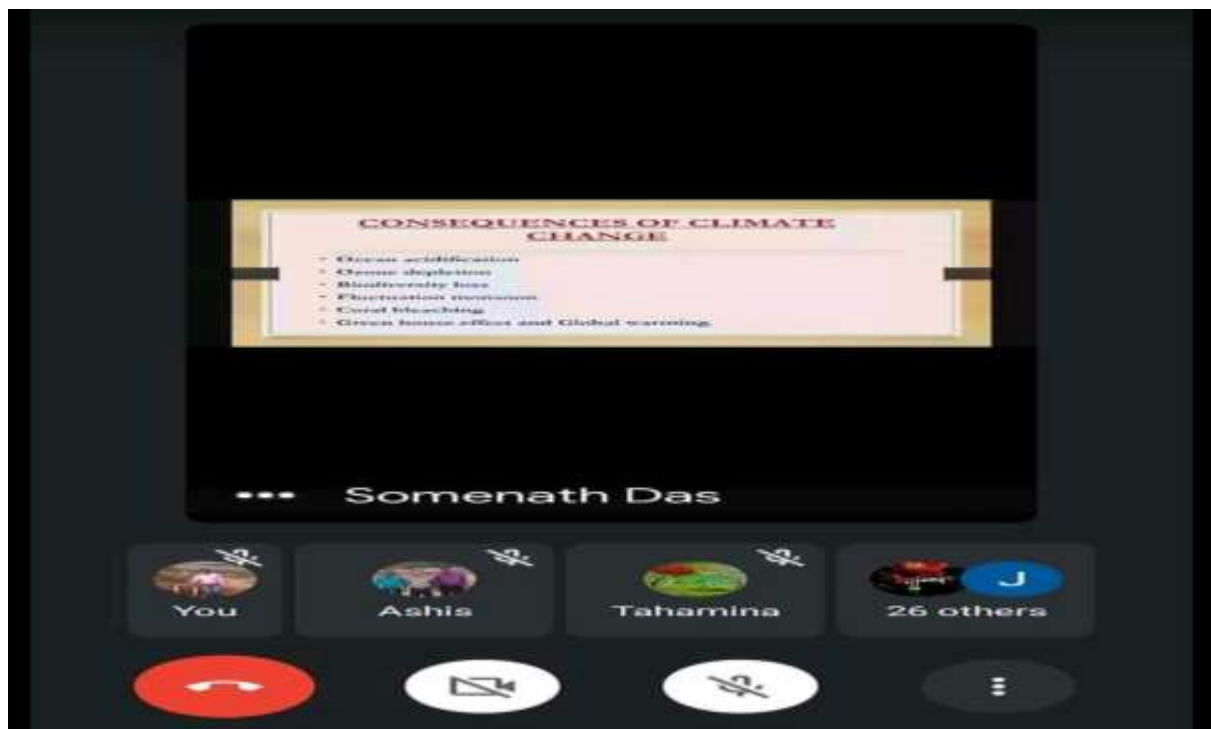 CONSEQUENCES OF CLIMATE
CHANGE
• Ocean acidification
• Ozone depletion
• Biodiversity loss
• Fluctuation monsoon
• Coral bleaching
• Green house effect and Global warming.
Somenath Das
You
Ashis
Tahamina
J
26 others